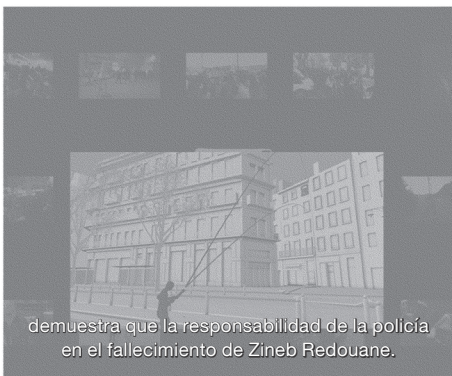 demuestra que la responsabilidad de la policía
en el fallecimiento de Zineb Redouane.